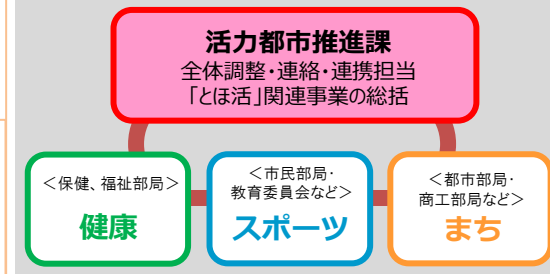 活力都市推進課
全体調整・連絡・連携担当
「とほ活」関連事業の総括
＜保健、福祉部局＞
健康
＜市民部局・
教育委員会など＞
スポーツ
＜都市部局・
商工部局など＞
まち